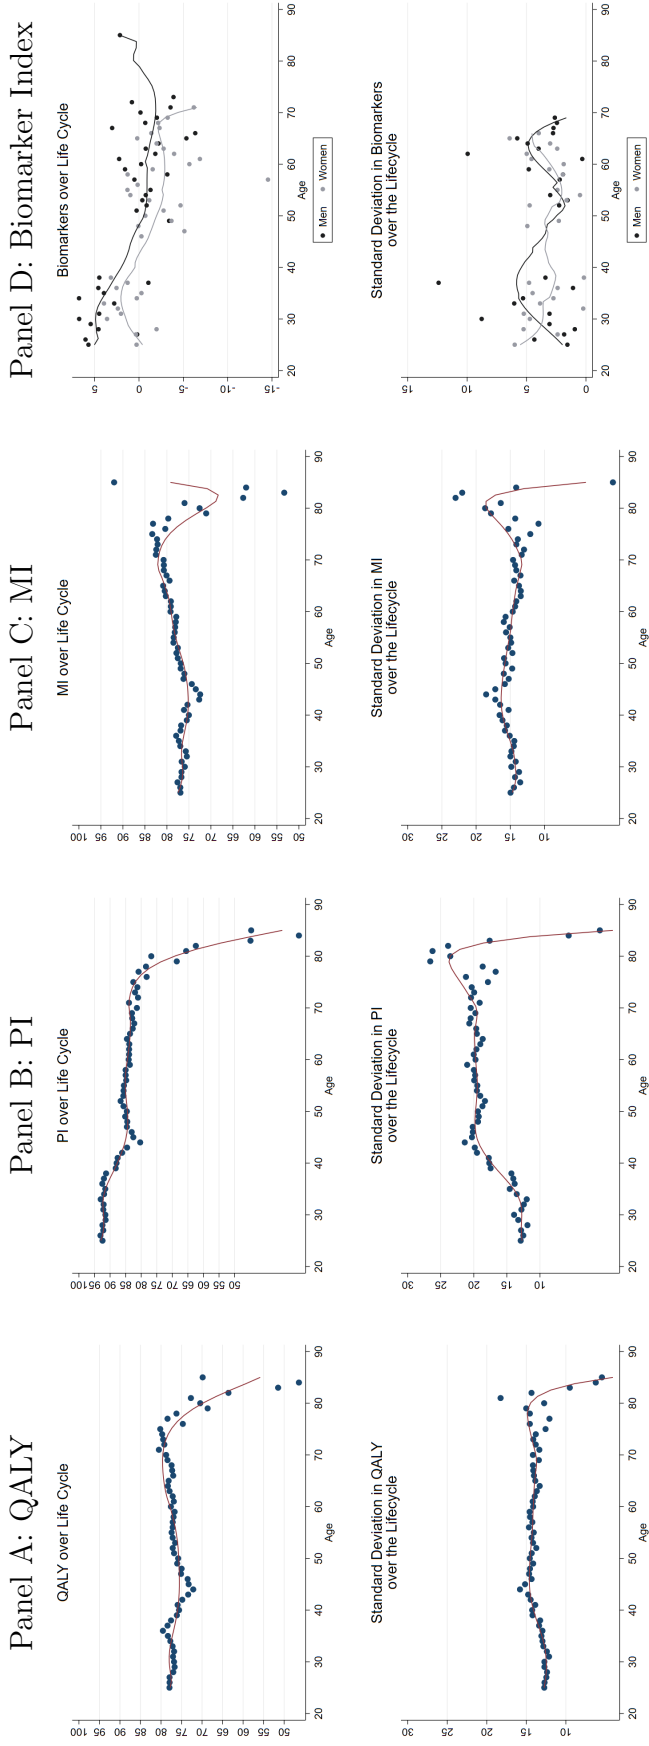 Panel A: QALY
QALY over Life Cycle
100
95
90
85
80
75
70
65
60
55
50
20 30 40 50 60 70 80 90
Age
Standard Deviation in QALY
over the Lifecycle
30
25
20
15
10
20 30 40 50 60 70 80 90
Age
Panel B: PI
PI over Life Cycle
100
95
90
85
80
75
70
65
60
55
50
20 30 40 50 60 70 80 90
Age
Standard Deviation in PI
over the Lifecycle
30
25
20
15
10
20 30 40 50 60 70 80 90
Age
Panel C: MI
MI over Life Cycle
100
95
90
85
80
75
70
65
60
55
50
20 30 40 50 60 70 80 90
Age
Standard Deviation in MI
over the Lifecycle
30
25
20
15
10
20 30 40 50 60 70 80 90
Age
Panel D: Biomarker Index
Biomarkers over Life Cycle
5
0
-5
-10
-15
20 30 40 50 60 70 80 90
Age
Men Women
Standard Deviation in Biomarkers
over the Lifecycle
15
10
5
0
20 30 40 50 60 70 80 90
Age
Men Women